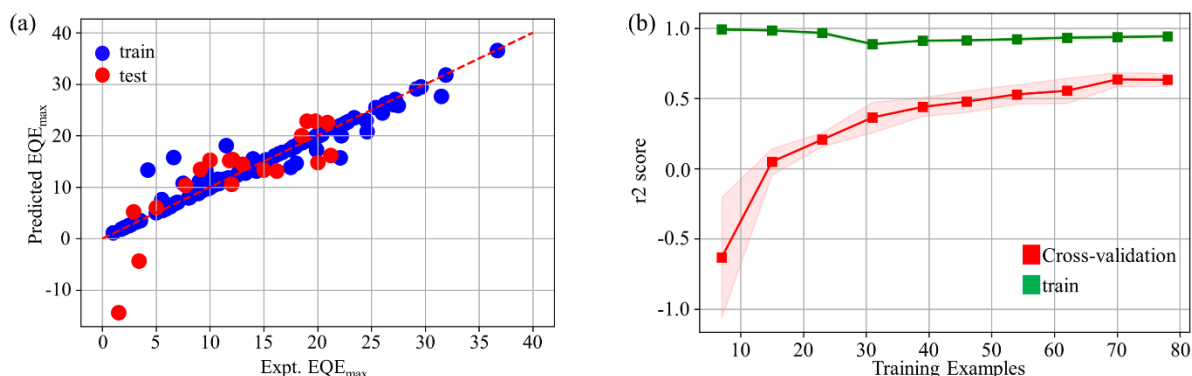 (a)
Predicted EQEmax
40
30
20
10
0
-10
train
test
0 5 10 15 20 25 30 35 40
Expt. EQEmax
(b)
r2 score
1.0
0.5
0.0
-0.5
-1.0
Cross-validation
train
10 20 30 40 50 60 70 80
Training Examples